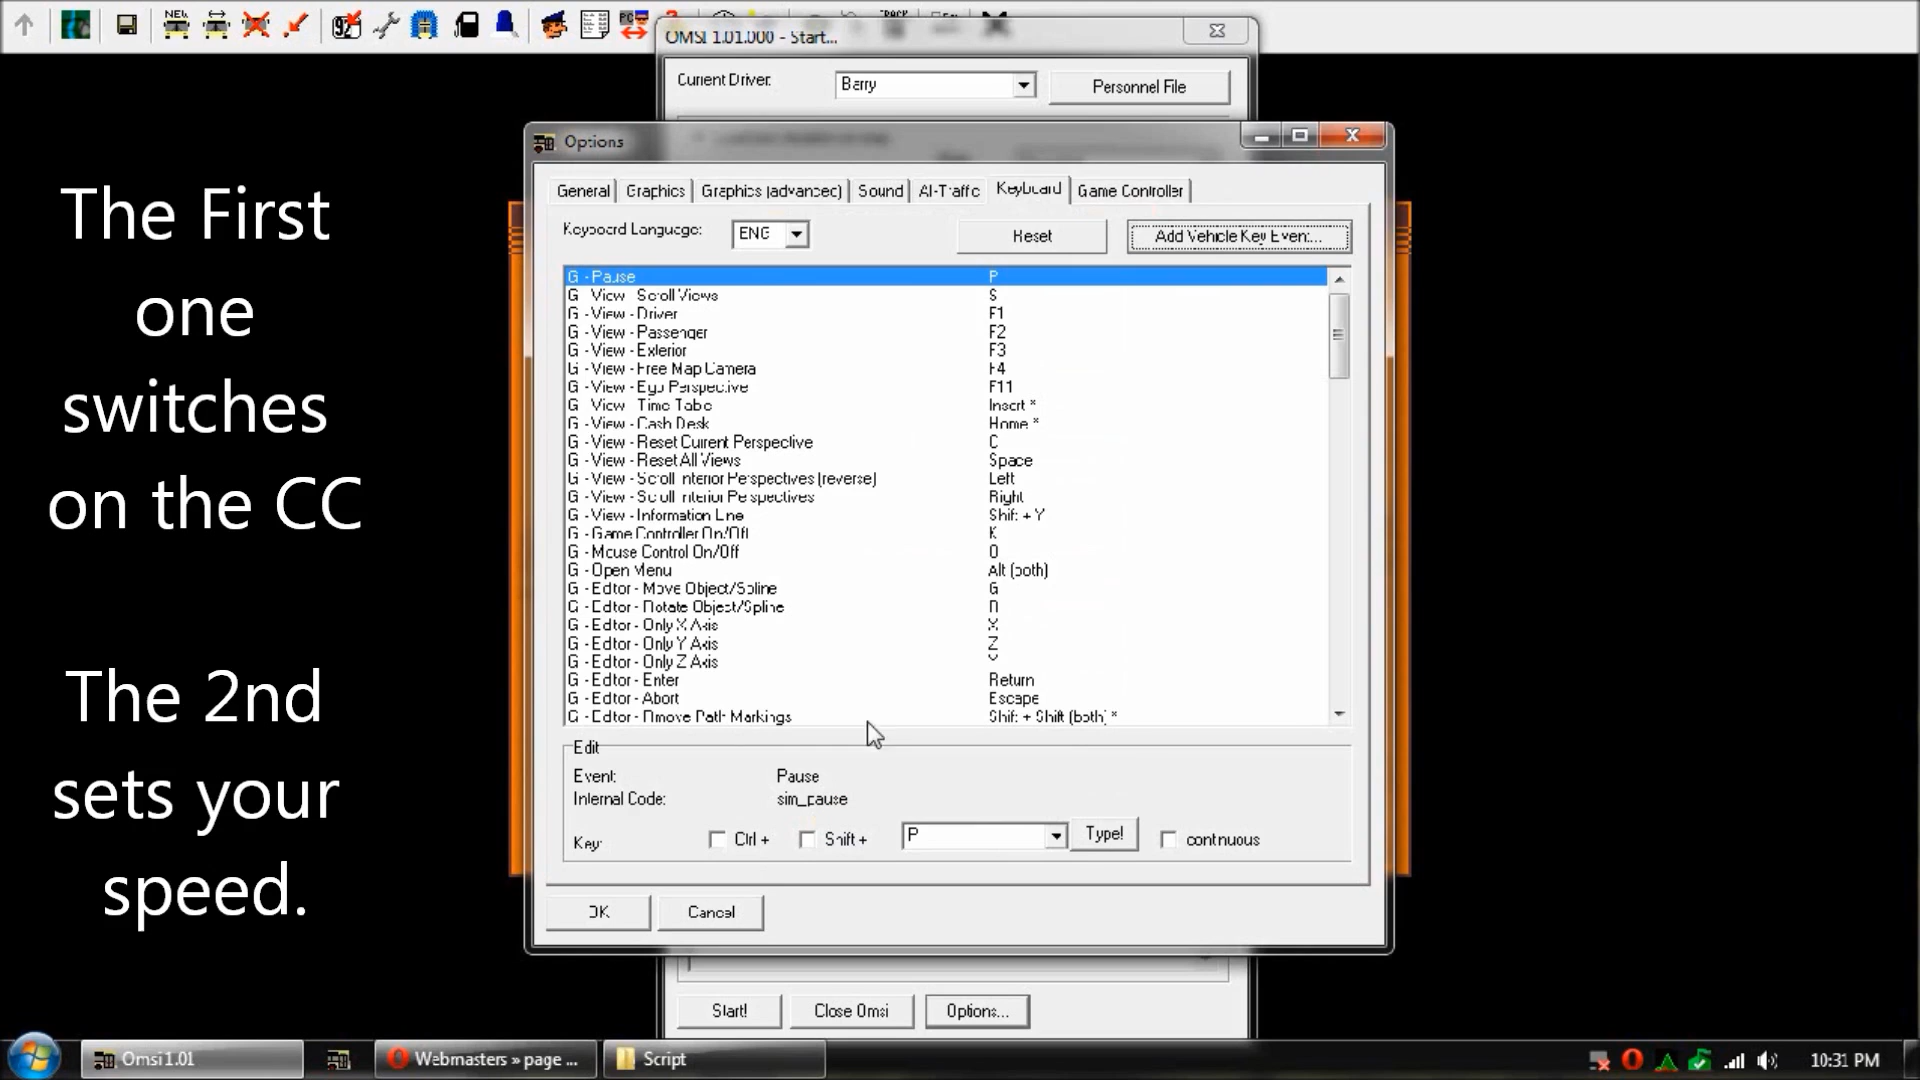 OMSI 1.01.000 - Start...
Current Driver:
Barry
Personnel File
Options
General
Graphics
Graphics (advanced)
Sound
AI-Traffic
Keyboard
Game Controller
Keyboard Language:
ENG
Reset
Add Vehicle Key Event...
G - Pause P
G - View - Scroll Views S
G - View - Driver F1
G - View - Passenger F2
G - View - Exterior F3
G - View - Free Map Camera F4
G - View - Ego Perspective F11
G - View - Time Table Insert *
G - View - Cash Desk Home *
G - View - Reset Current Perspective C
G - View - Reset All Views Space
G - View - Scroll Interior Perspectives (reverse) Left
G - View - Scroll Interior Perspectives Right
G - View - Information Line Shift + Y
G - Game Controller On/Off K
G - Mouse Control On/Off O
G - Open Menu Alt (both)
G - Editor - Move Object/Spline G
G - Editor - Rotate Object/Spline R
G - Editor - Only X Axis X
G - Editor - Only Y Axis Z
G - Editor - Only Z Axis Y
G - Editor - Enter Return
G - Editor - Abort Escape
G - Editor - Rmove Path Markings Shift + Shift (both) *
Edit
Event: Pause
Internal Code: sim_pause
Key: Ctrl + Shift + P Type! continuous
OK
Cancel
Start!
Close Omsi
Options...
The First
one
switches
on the CC
The 2nd
sets your
speed.
Omsi 1.01
Webmasters » page ...
Script
10:31 PM